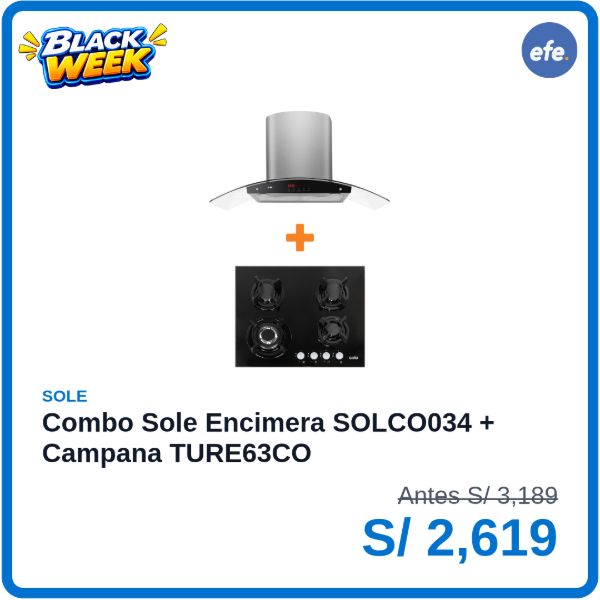 BLACK
WEEK
efe.
SOLE
Combo Sole Encimera SOLCO034 +
Campana TURE63CO
Antes S/ 3,189
S/ 2,619